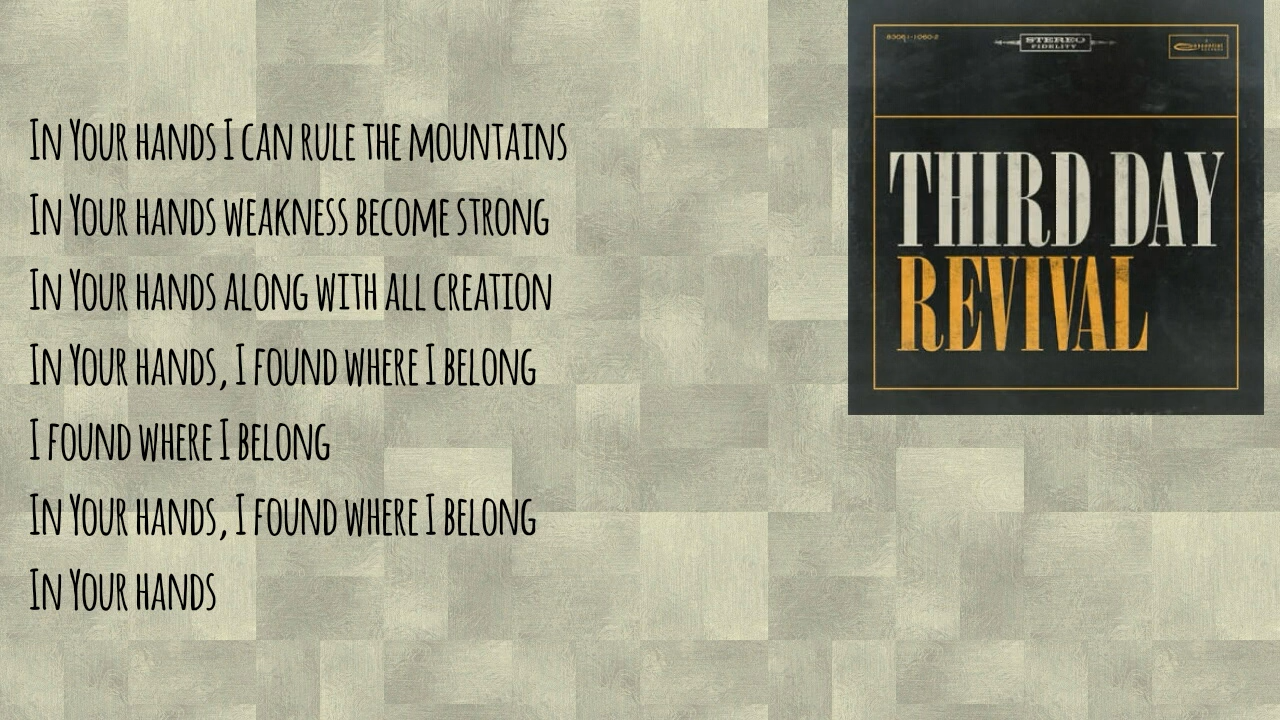 In Your hands I can rule the mountains
In Your hands weakness become strong
In Your hands along with all creation
In Your hands, I found where I belong
I found where I belong
In Your hands, I found where I belong
In Your hands
STEREO
FIDELITY
THIRD DAY
REVIVAL